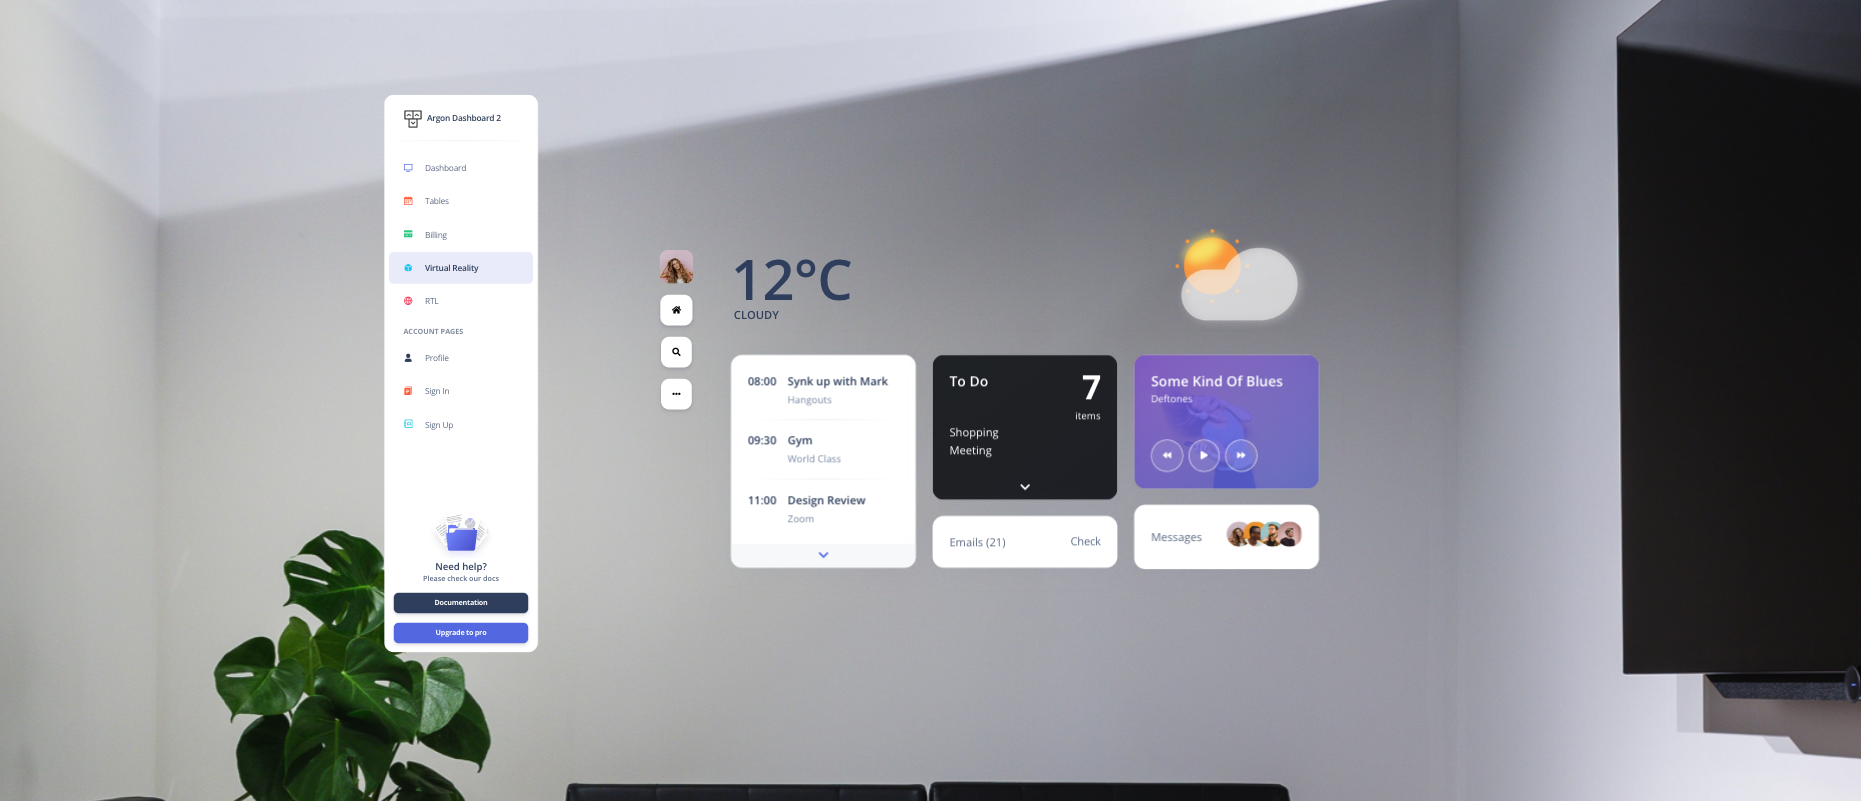 Argon Dashboard 2
Dashboard
Tables
Billing
Virtual Reality
RTL
ACCOUNT PAGES
Profile
Sign In
Sign Up
Need help?
Please check our docs
Documentation
Upgrade to pro
12°C
CLOUDY
08:00 Synk up with Mark
Hangouts
09:30 Gym
World Class
11:00 Design Review
Zoom
To Do 7
items
Shopping
Meeting
Emails (21) Check
Some Kind Of Blues
Deftones
Messages